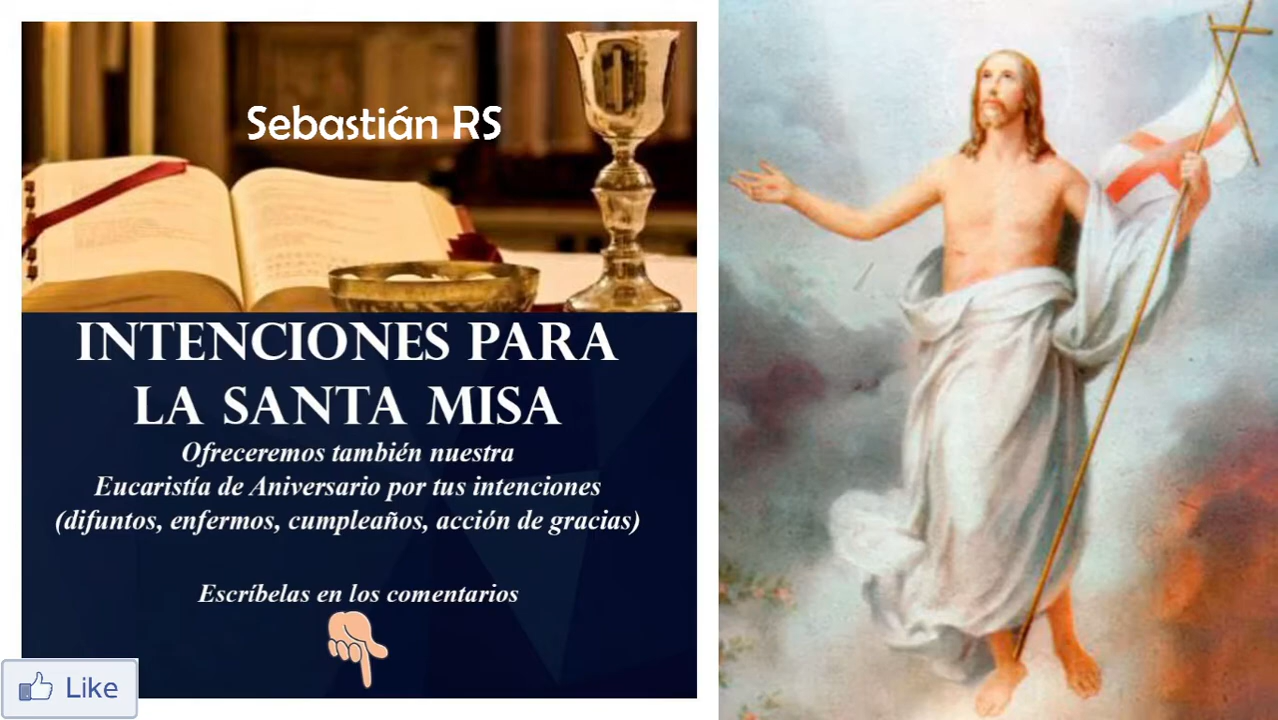 Sebastián RS
INTENCIONES PARA
LA SANTA MISA
Ofreceremos también nuestra
Eucaristía de Aniversario por tus intenciones
(difuntos, enfermos, cumpleaños, acción de gracias)
Escríbelas en los comentarios
Like